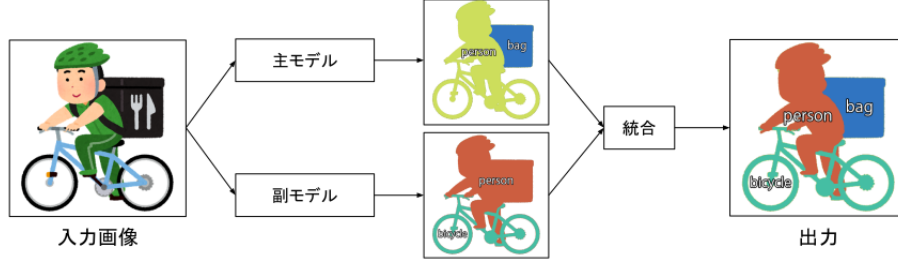 入力画像
主モデル
副モデル
person
bag
person
bicycle
統合
person
bag
bicycle
出力